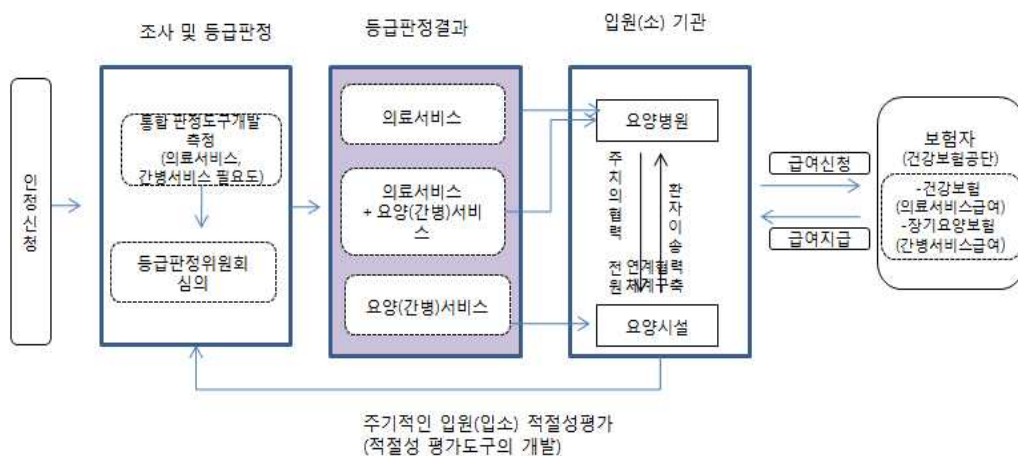 조사 및 등급판정
등급판정결과
입원(소) 기관
인정신청
통합 판정도구개발
측정
(의료서비스,
간병서비스 필요도)
등급판정위원회
심의
의료서비스
의료서비스
+ 요양(간병)서비
스
요양(간병)서비스
요양병원
주치의협력
환자이송
전원
연계협력
체계구축
요양시설
급여신청
급여지급
보험자
(건강보험공단)
-건강보험
(의료서비스급여)
-장기요양보험
(간병서비스급여)
주기적인 입원(입소) 적절성평가
(적절성 평가도구의 개발)